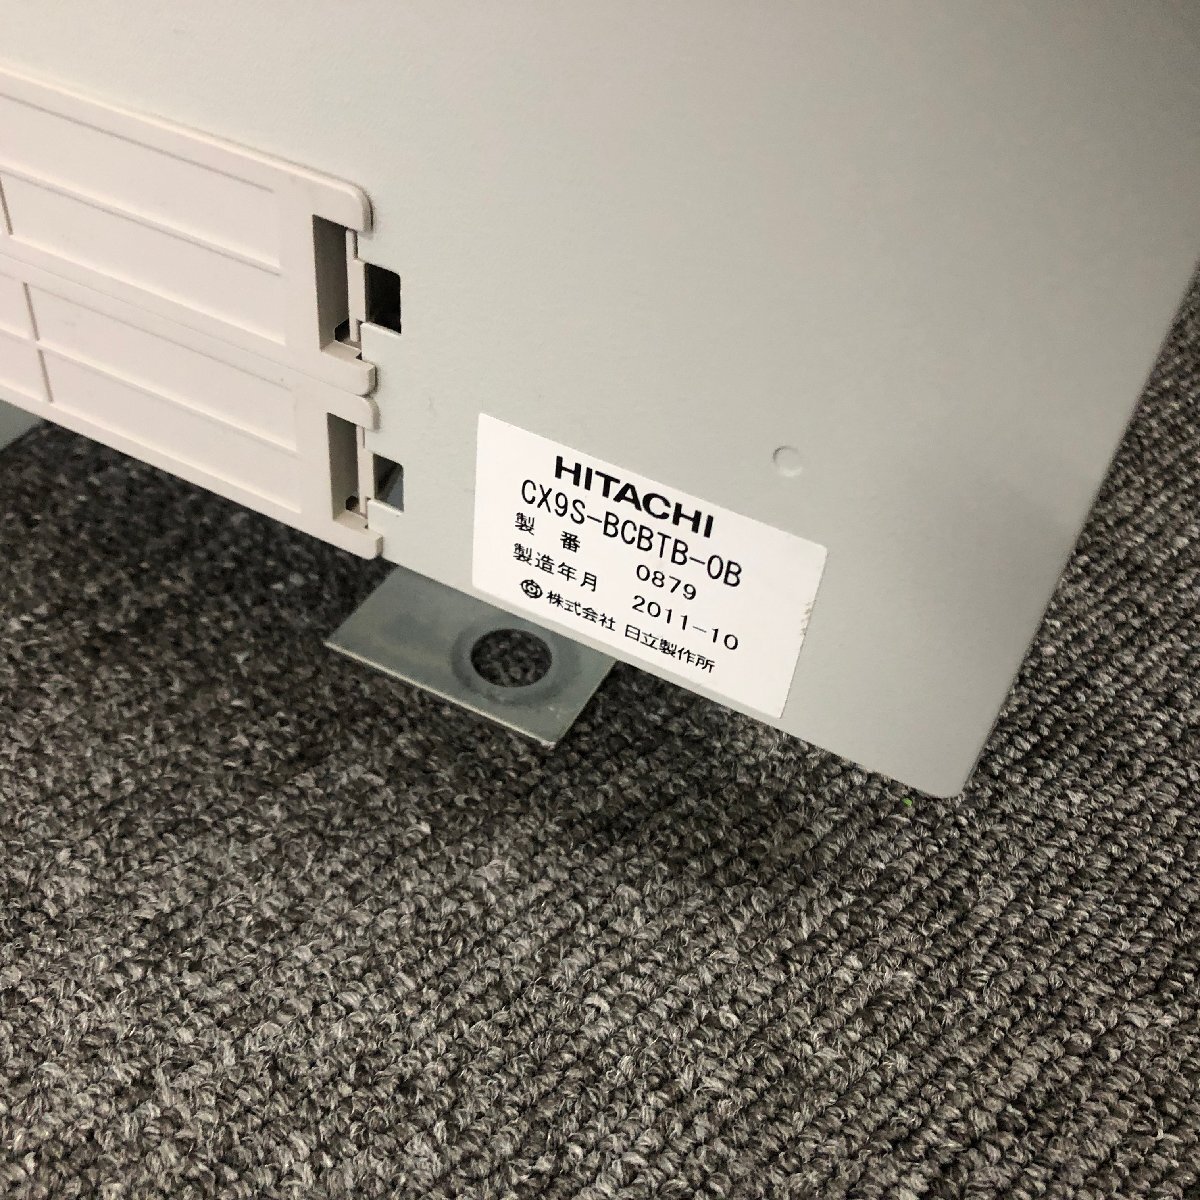 HITACHI
CX9S-BCBTB-0B
製 番 0879
製造年月 2011-10
株式会社 日立製作所